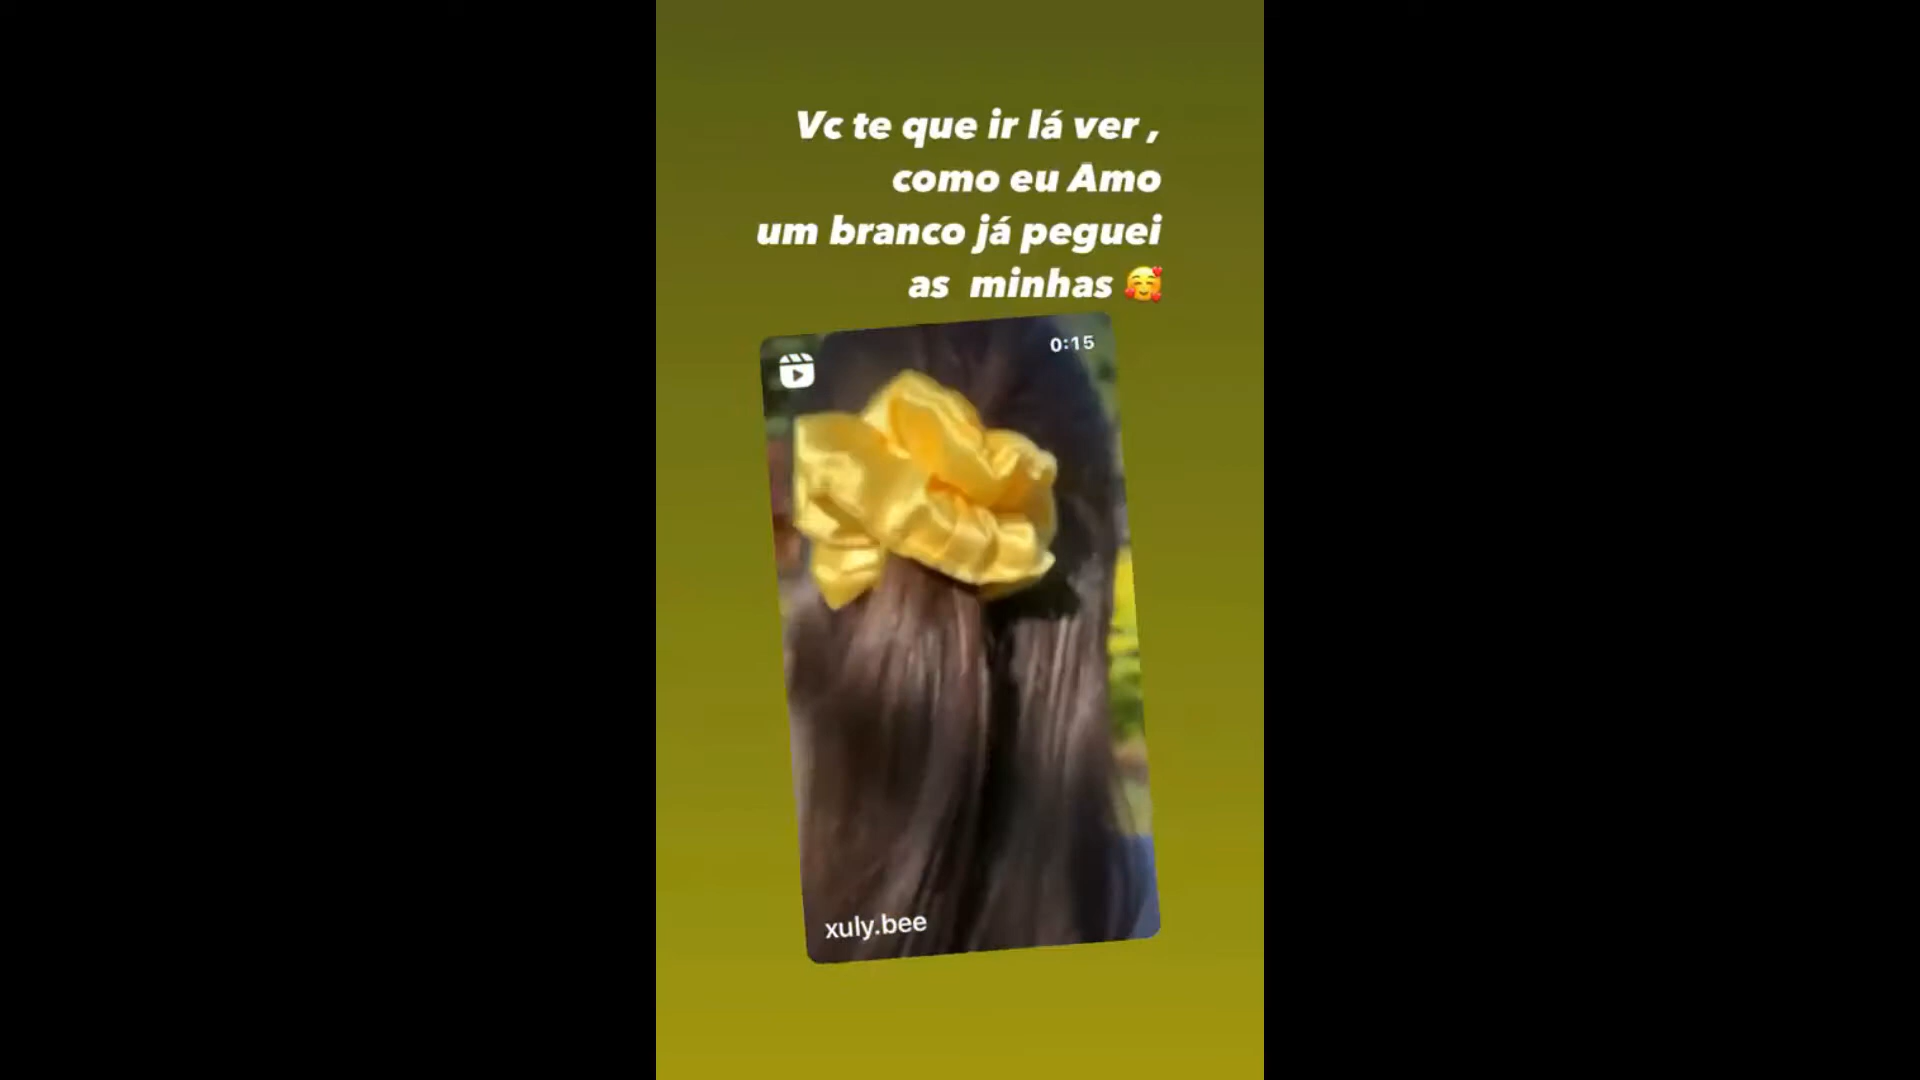 Vc te que ir lá ver ,
como eu Amo
um branco já peguei
as  minhas 🥰
0:15
xuly.bee